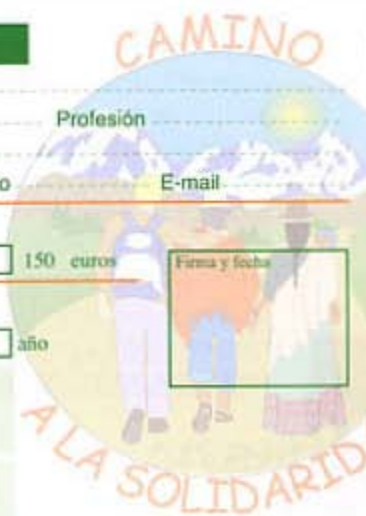 CAMINO
Profesión
E-mail
150 euros
Firma y fecha
año
A LA SOLIDARID